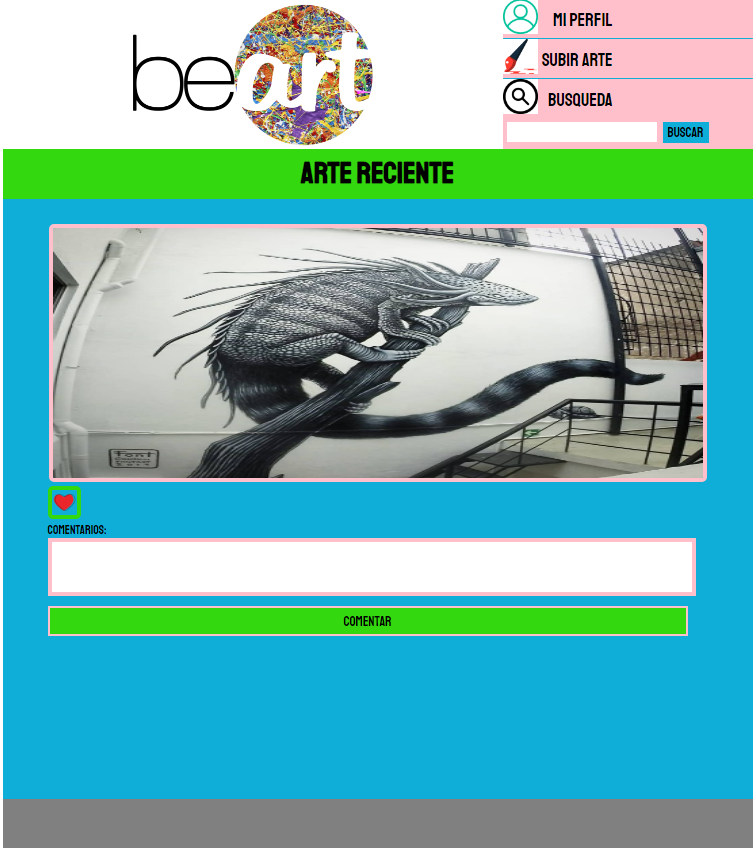 beart
MI PERFIL
SUBIR ARTE
BUSQUEDA
BUSCAR
ARTE RECIENTE
COMENTARIOS:
COMENTAR